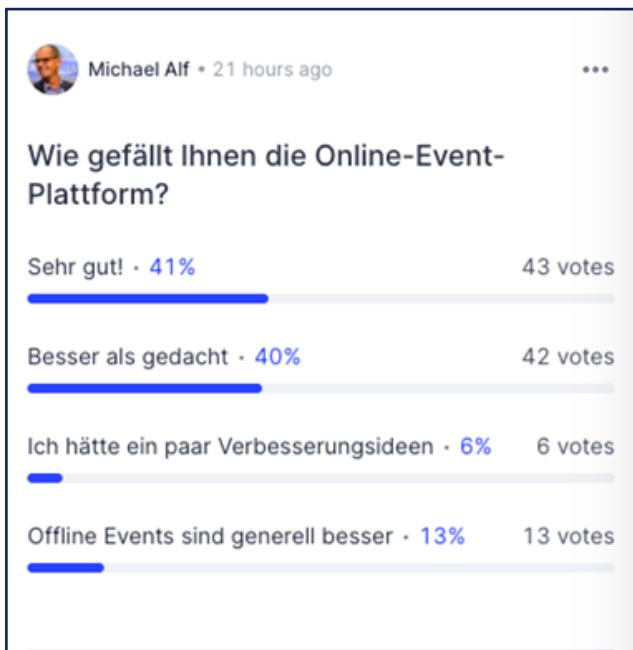 Michael Alf • 21 hours ago
Wie gefällt Ihnen die Online-Event-
Plattform?
Sehr gut! · 41% 43 votes
Besser als gedacht · 40% 42 votes
Ich hätte ein paar Verbesserungsideen · 6% 6 votes
Offline Events sind generell besser · 13% 13 votes